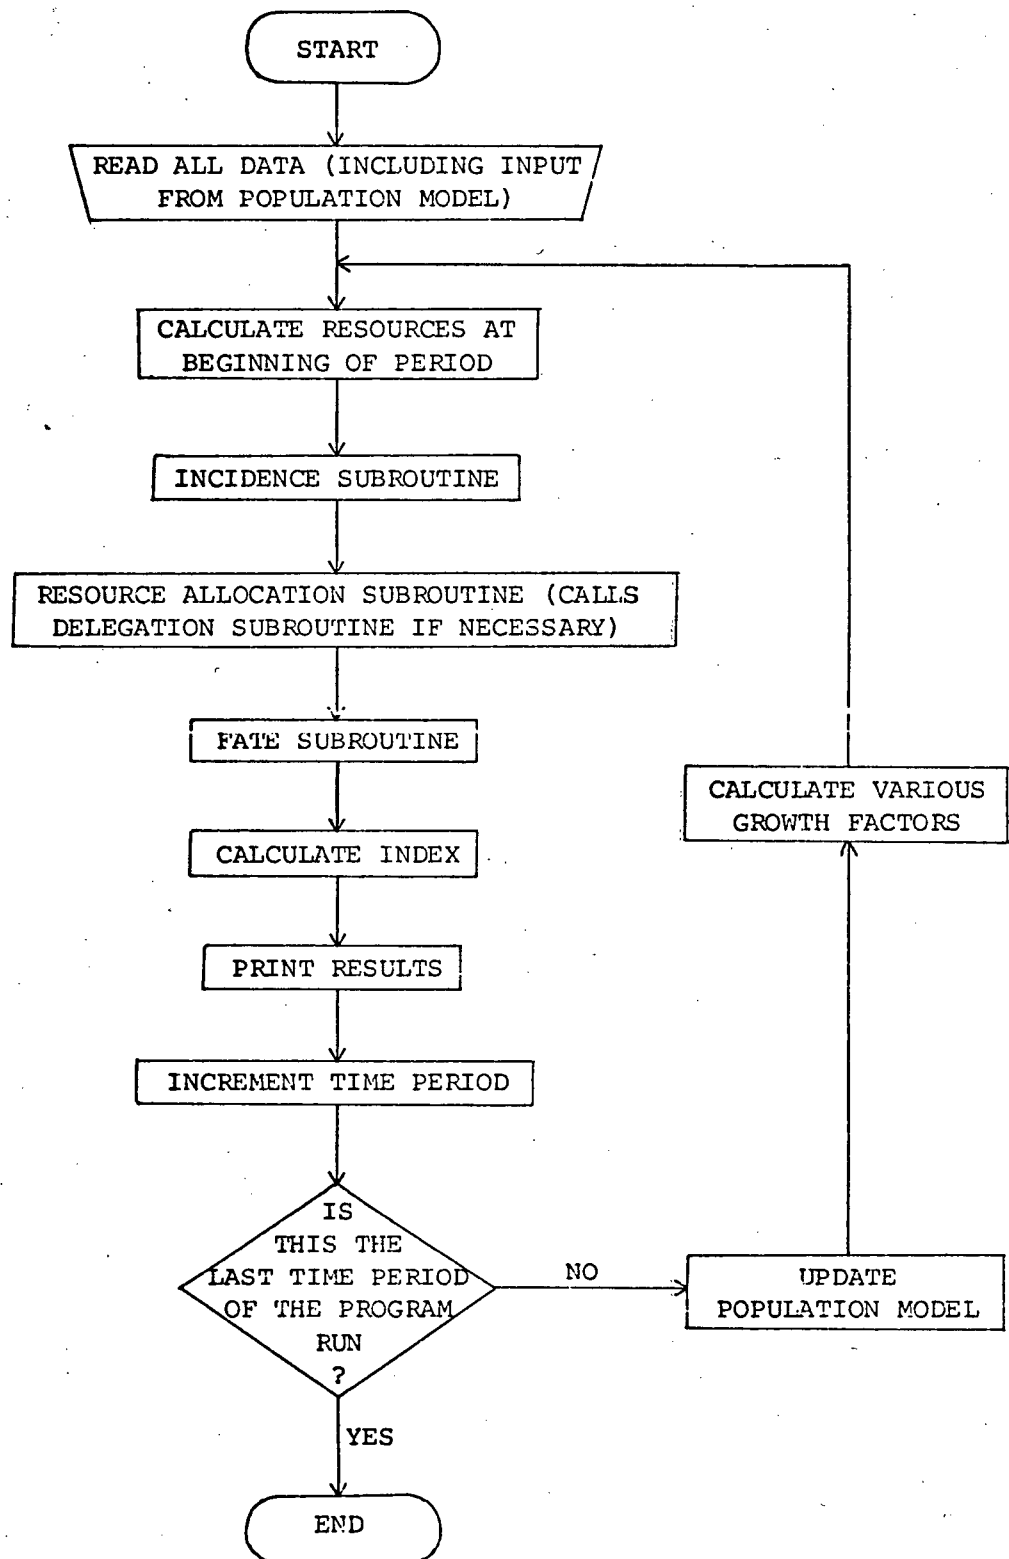 START
READ ALL DATA (INCLUDING INPUT
FROM POPULATION MODEL)
CALCULATE RESOURCES AT
BEGINNING OF PERIOD
INCIDENCE SUBROUTINE
RESOURCE ALLOCATION SUBROUTINE (CALLS
DELEGATION SUBROUTINE IF NECESSARY)
FATE SUBROUTINE
CALCULATE INDEX
PRINT RESULTS
INCREMENT TIME PERIOD
IS
THIS THE
LAST TIME PERIOD
OF THE PROGRAM
RUN
?
NO
UPDATE
POPULATION MODEL
CALCULATE VARIOUS
GROWTH FACTORS
YES
END